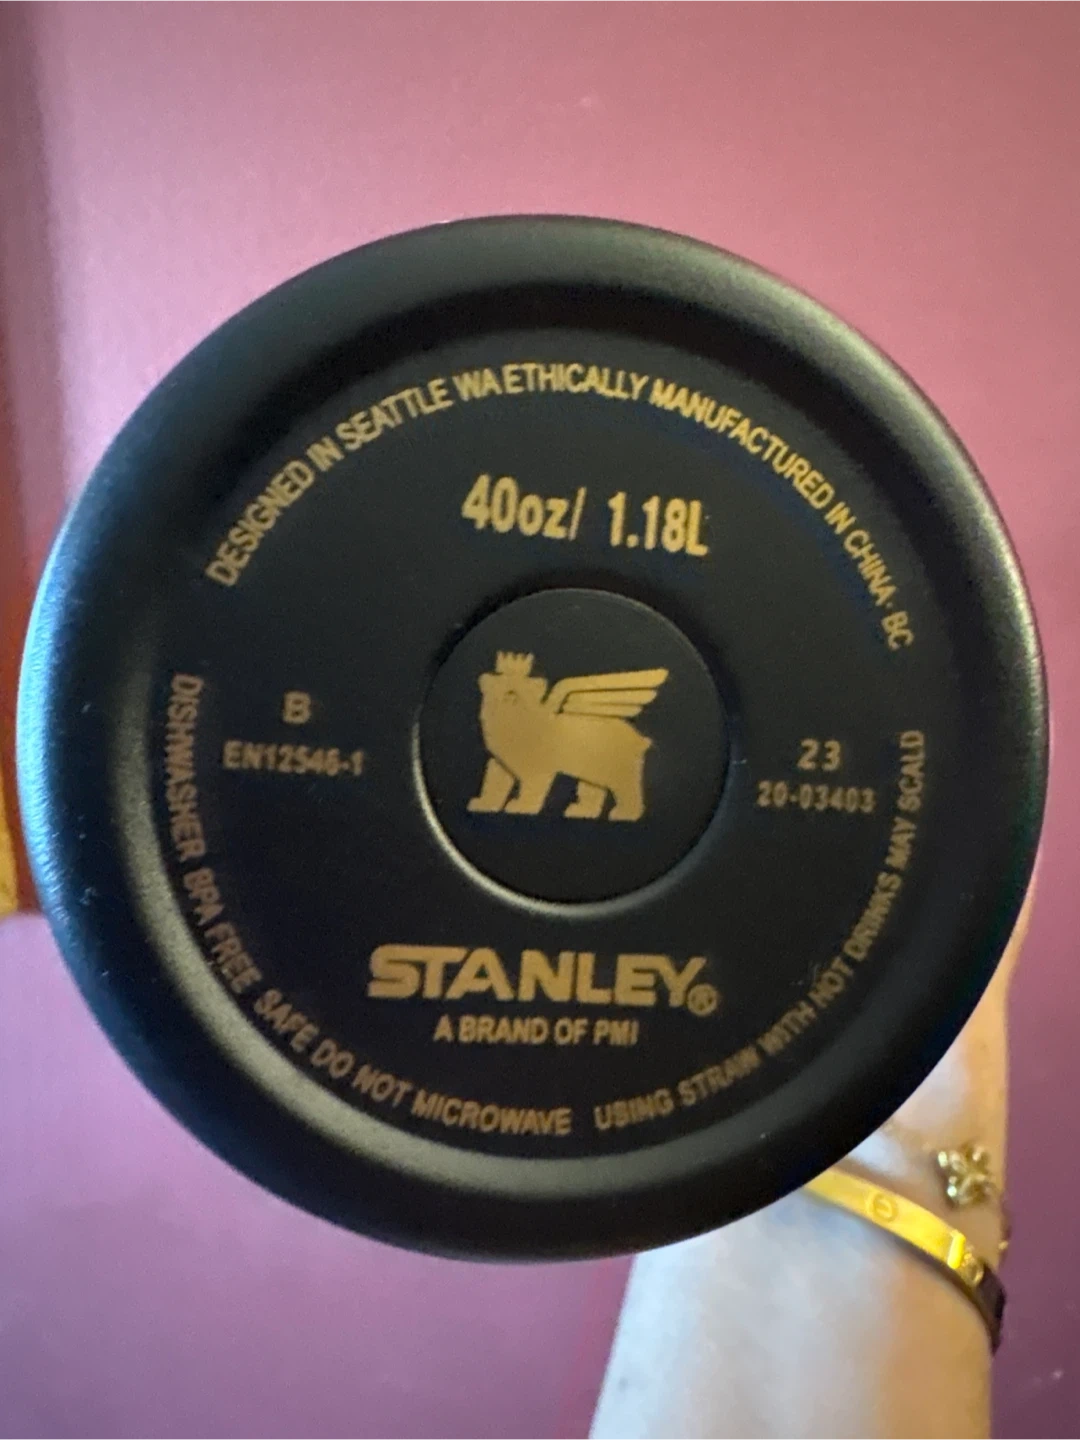 DESIGNED IN SEATTLE WA ETHICALLY MANUFACTURED IN CHINA · BC
40oz/ 1.18L
B
EN12546-1
23
20-03403
STANLEY®
A BRAND OF PMI
DISHWASHER BPA FREE SAFE DO NOT MICROWAVE USING STRAW WITH HOT DRINKS MAY SCALD